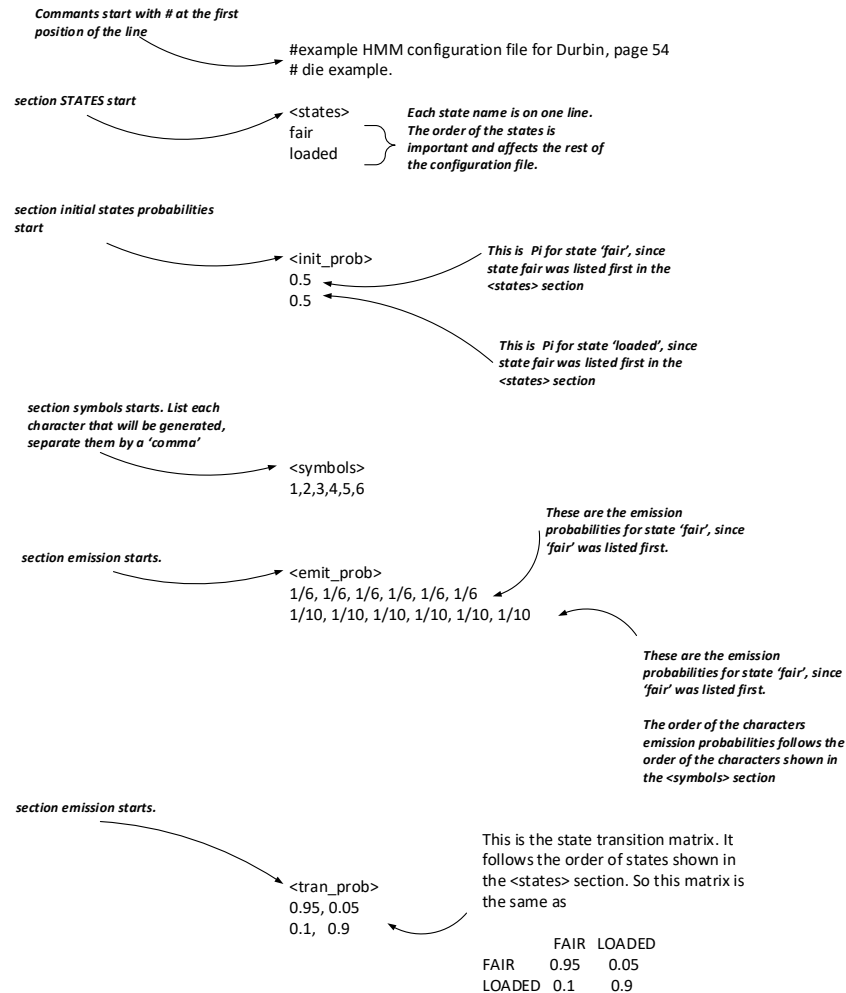 Commants start with # at the first
position of the line
#example HMM configuration file for Durbin, page 54
# die example.
section STATES start
<states>
fair
loaded
Each state name is on one line.
The order of the states is
important and affects the rest of
the configuration file.
section initial states probabilities
start
<init_prob>
0.5
0.5
This is  Pi for state ‘fair’, since
state fair was listed first in the
<states> section
This is  Pi for state ‘loaded’, since
state fair was listed first in the
<states> section
section symbols starts. List each
character that will be generated,
separate them by a ‘comma’
<symbols>
1,2,3,4,5,6
These are the emission
probabilities for state ‘fair’, since
‘fair’ was listed first.
section emission starts.
<emit_prob>
1/6, 1/6, 1/6, 1/6, 1/6, 1/6
1/10, 1/10, 1/10, 1/10, 1/10, 1/10
These are the emission
probabilities for state ‘fair’, since
‘fair’ was listed first.
The order of the characters
emission probabilities follows the
order of the characters shown in
the <symbols> section
section emission starts.
<tran_prob>
0.95, 0.05
0.1,   0.9
This is the state transition matrix. It
follows the order of states shown in
the <states> section. So this matrix is
the same as
FAIR   LOADED
FAIR   0.95   0.05
LOADED   0.1   0.9